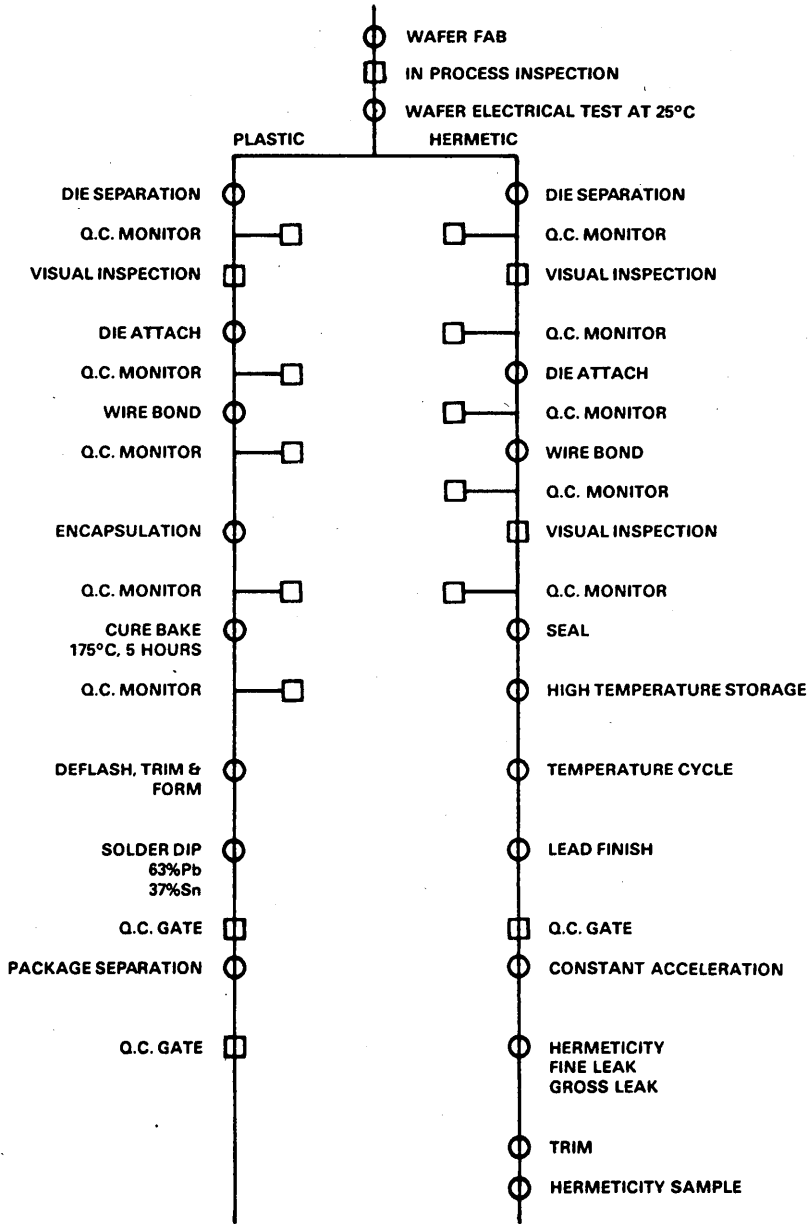 WAFER FAB
IN PROCESS INSPECTION
WAFER ELECTRICAL TEST AT 25°C
PLASTIC
DIE SEPARATION
Q.C. MONITOR
VISUAL INSPECTION
DIE ATTACH
Q.C. MONITOR
WIRE BOND
Q.C. MONITOR
ENCAPSULATION
Q.C. MONITOR
CURE BAKE
175°C, 5 HOURS
Q.C. MONITOR
DEFLASH, TRIM &
FORM
SOLDER DIP
63%Pb
37%Sn
Q.C. GATE
PACKAGE SEPARATION
Q.C. GATE
HERMETIC
DIE SEPARATION
Q.C. MONITOR
VISUAL INSPECTION
Q.C. MONITOR
DIE ATTACH
Q.C. MONITOR
WIRE BOND
Q.C. MONITOR
VISUAL INSPECTION
Q.C. MONITOR
SEAL
HIGH TEMPERATURE STORAGE
TEMPERATURE CYCLE
LEAD FINISH
Q.C. GATE
CONSTANT ACCELERATION
HERMETICITY
FINE LEAK
GROSS LEAK
TRIM
HERMETICITY SAMPLE